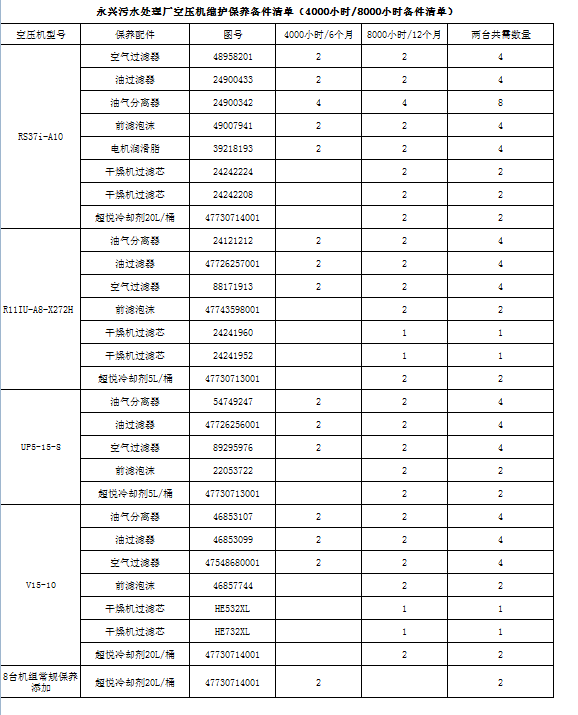 永兴污水处理厂空压机维护保养备件清单（4000小时/8000小时备件清单）
空压机型号 保养配件 图号 4000小时/6个月 8000小时/12个月 两台共需数量
RS37i-A10
空气过滤器 48958201 2 2 4
油过滤器 24900433 2 2 4
油气分离器 24900342 4 4 8
前滤泡沫 49007941 2 2 4
电机润滑脂 39218193 2 2 4
干燥机过滤芯 24242224 2 2
干燥机过滤芯 24242208 2 2
超悦冷却剂20L/桶 47730714001 2 2
R11IU-A8-X272H
油气分离器 24121212 2 2 4
油过滤器 47726257001 2 2 4
空气过滤器 88171913 2 2 4
前滤泡沫 47743598001 2 2
干燥机过滤芯 24241960 1 1
干燥机过滤芯 24241952 1 1
超悦冷却剂5L/桶 47730713001 2 2
UP5-15-8
油气分离器 54749247 2 2 4
油过滤器 47726256001 2 2 4
空气过滤器 89295976 2 2 4
前滤泡沫 22053722 2 2
超悦冷却剂5L/桶 47730713001 2 2
V15-10
油气分离器 46853107 2 2 4
油过滤器 46853099 2 2 4
空气过滤器 47548680001 2 2 4
前滤泡沫 46857744 2 2
干燥机过滤芯 HE532XL 1 1
干燥机过滤芯 HE732XL 1 1
超悦冷却剂20L/桶 47730714001 2 2
8台机组常规保养
添加
超悦冷却剂20L/桶 47730714001 2 2